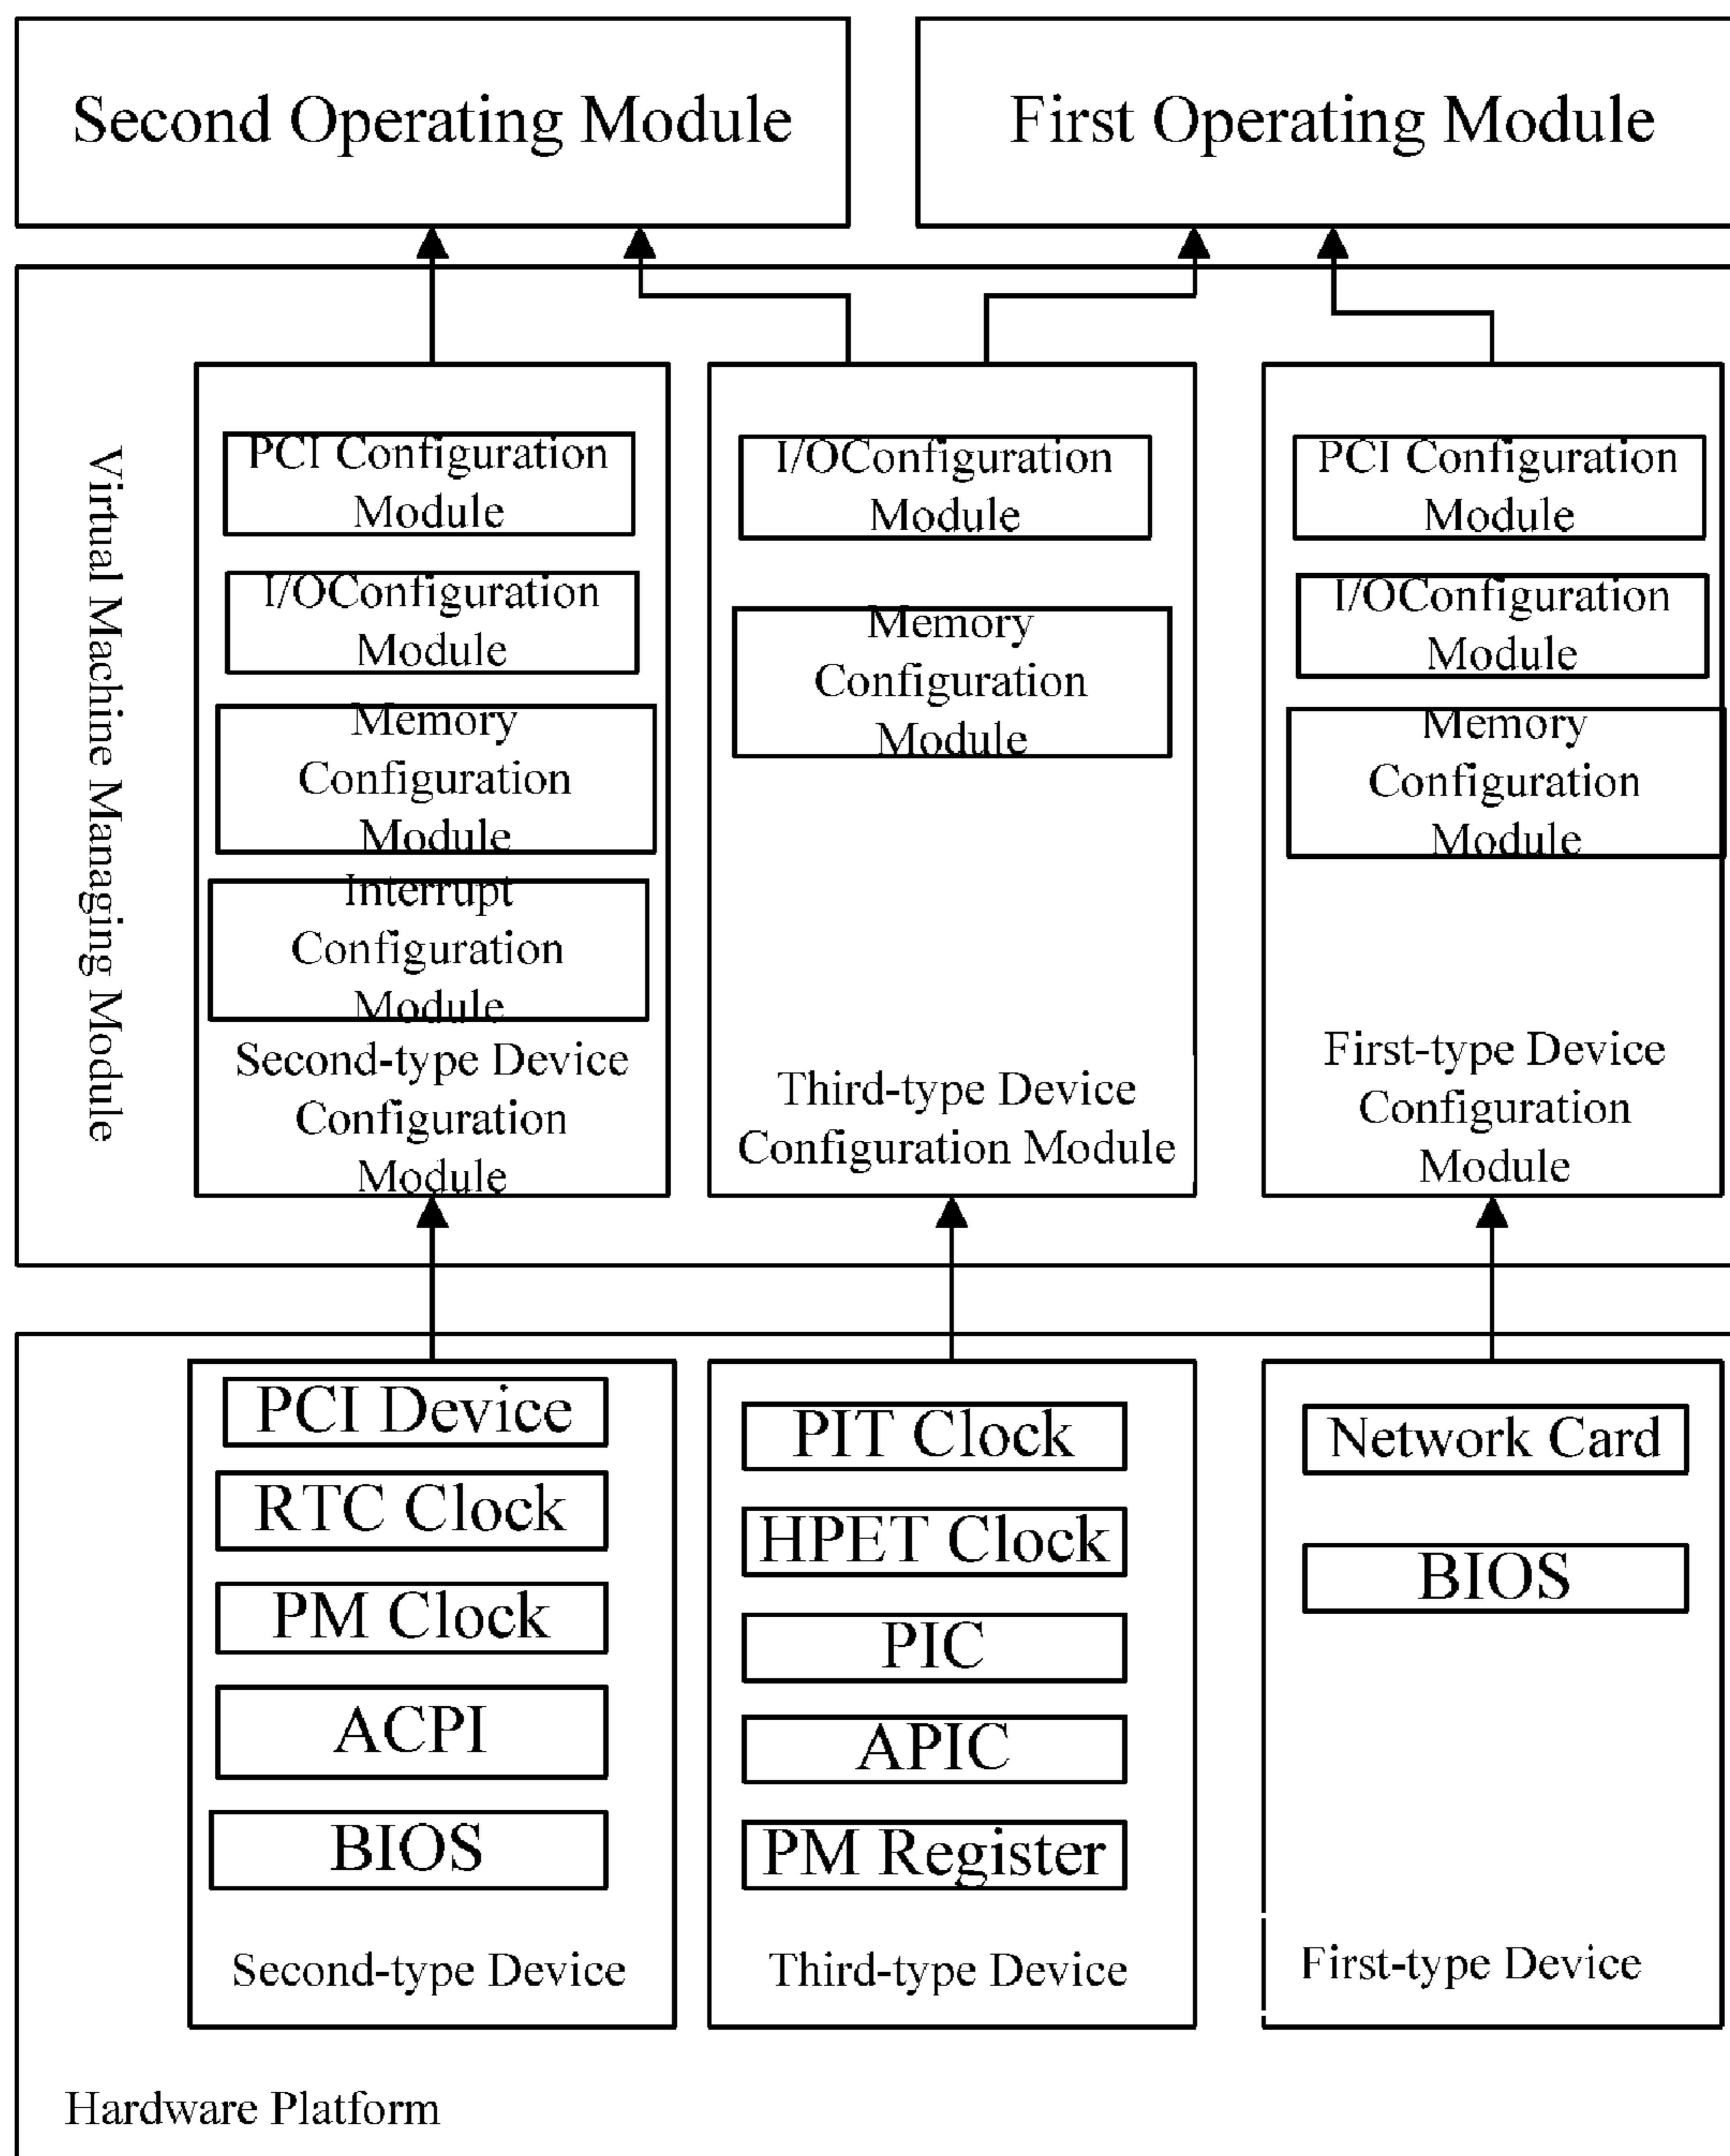 Second Operating Module
First Operating Module
Virtual Machine Managing Module
PCI Configuration
Module
I/OConfiguration
Module
Memory
Configuration
Module
Interrupt
Configuration
Module
Second-type Device
Configuration
Module
I/OConfiguration
Module
Memory
Configuration
Module
Third-type Device
Configuration Module
PCI Configuration
Module
I/OConfiguration
Module
Memory
Configuration
Module
First-type Device
Configuration
Module
PCI Device
RTC Clock
PM Clock
ACPI
BIOS
Second-type Device
PIT Clock
HPET Clock
PIC
APIC
PM Register
Third-type Device
Network Card
BIOS
First-type Device
Hardware Platform